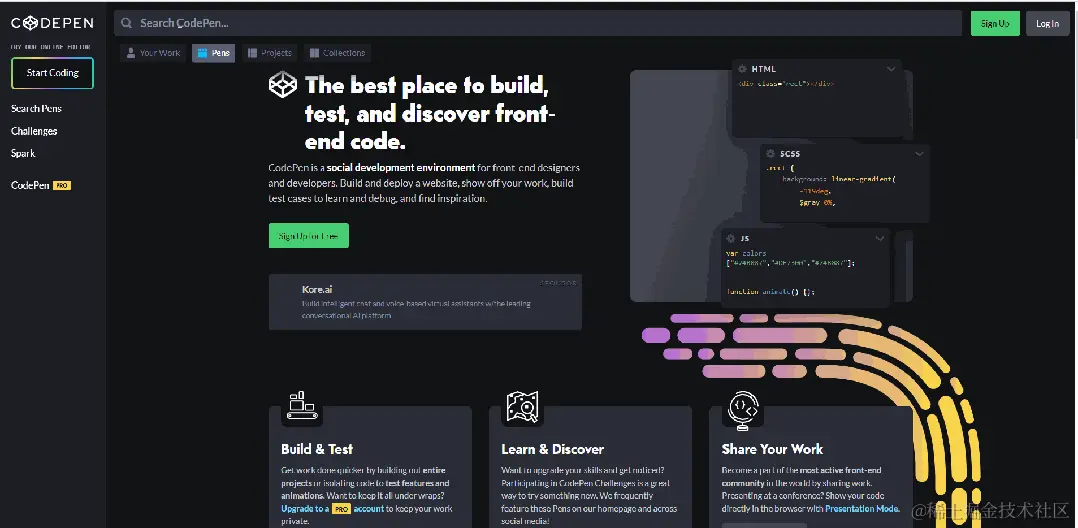 CODEPEN
TRY OUR ONLINE EDITOR
Start Coding
Search Pens
Challenges
Spark
CodePen PRO
Search CodePen...
Sign Up
Log In
Your Work
Pens
Projects
Collections
The best place to build,
test, and discover front-
end code.
CodePen is a social development environment for front-end designers
and developers. Build and deploy a website, show off your work, build
test cases to learn and debug, and find inspiration.
Sign Up for Free
Kore.ai
Build intelligent chat and voice based virtual assistants w/the leading
conversational AI platform
HTML
<div class="rect"></div>
SCSS
.rect {
background: linear-gradient(
-119deg,
$gray 0%,
JS
var colors
function animate() {};
Build & Test
Get work done quicker by building out entire
projects or isolating code to test features and
animations. Want to keep it all under wraps?
Upgrade to a PRO account to keep your work
private.
Learn & Discover
Want to upgrade your skills and get noticed?
Participating in CodePen Challenges is a great
way to try something new. We frequently
feature those Pens on our homepage and across
social media!
Share Your Work
Become a part of the most active front-end
community in the world by sharing work.
Presenting at a conference? Show your code
directly in the browser with Presentation Mode.
@稀土掘金技术社区